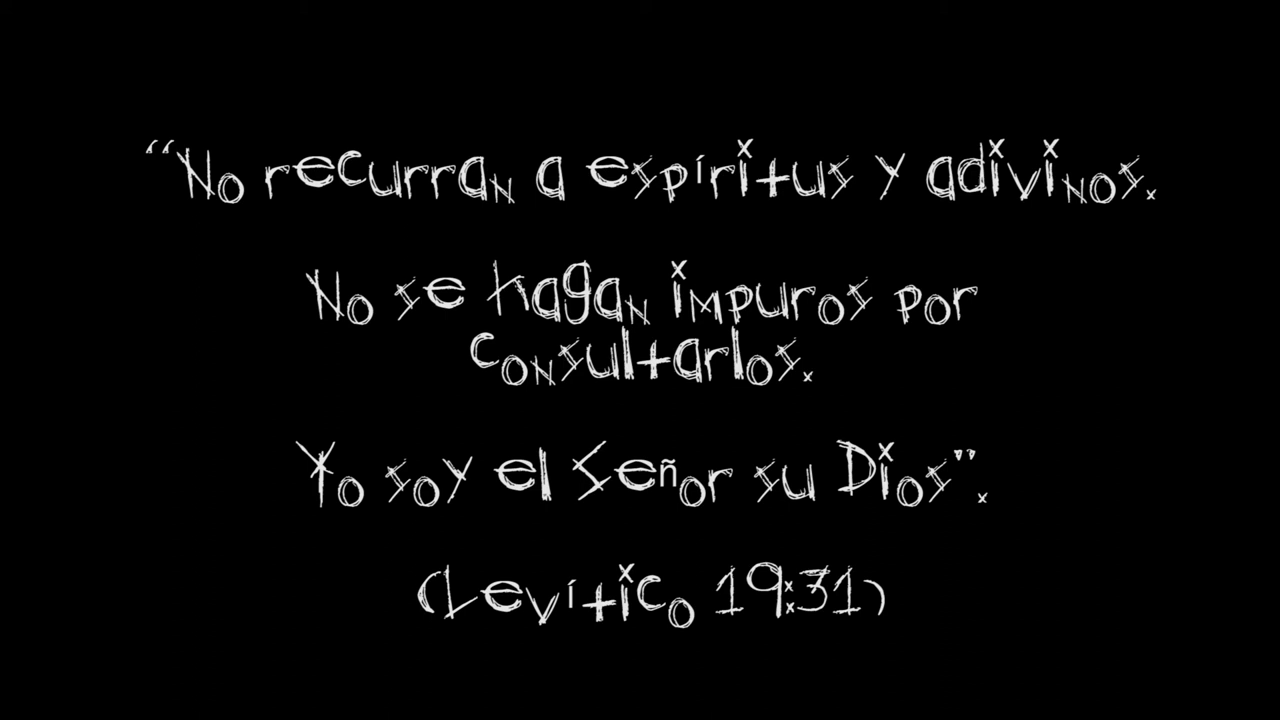 “No recurran a espíritus y adivinos.
No se hagan impuros por
consultarlos.
Yo soy el Señor su Dios”.
(Levítico 19:31)